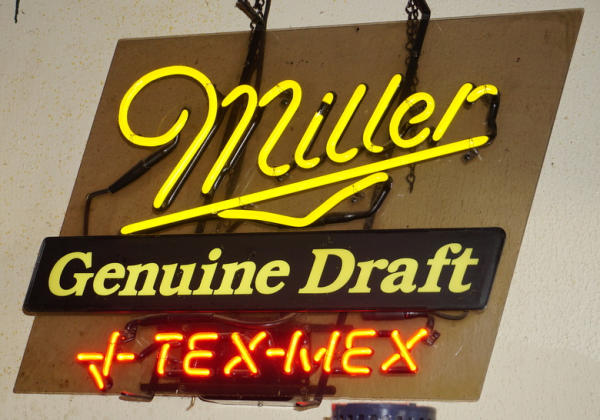 Miller
Genuine Draft
TEX-MEX